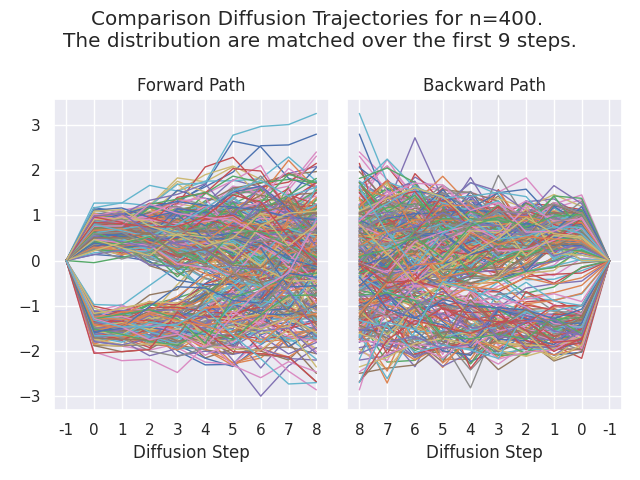 Comparison Diffusion Trajectories for n=400.
The distribution are matched over the first 9 steps.
Forward Path
Backward Path
3
2
1
0
−1
−2
−3
-1 0 1 2 3 4 5 6 7 8
8 7 6 5 4 3 2 1 0 -1
Diffusion Step
Diffusion Step